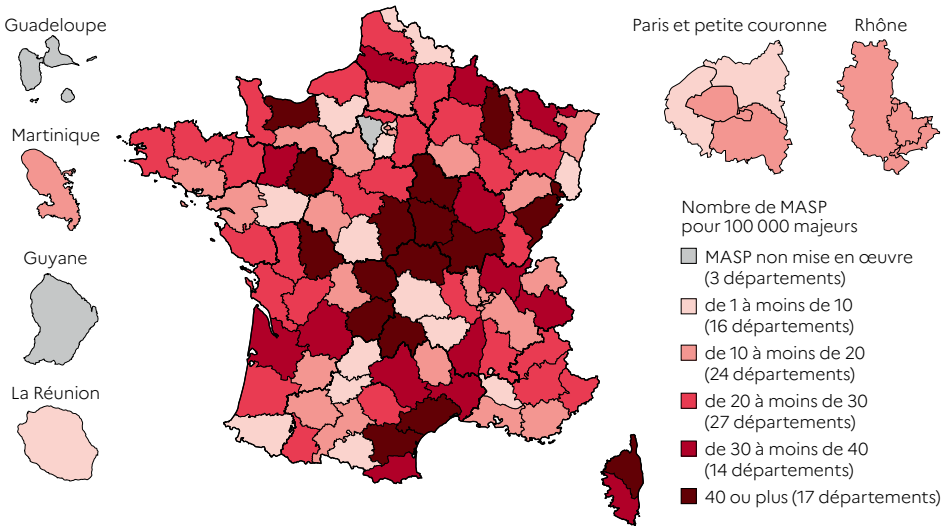 Guadeloupe
Martinique
Guyane
La Réunion
Paris et petite couronne
Rhône
Nombre de MASP
pour 100 000 majeurs
MASP non mise en œuvre
(3 départements)
de 1 à moins de 10
(16 départements)
de 10 à moins de 20
(24 départements)
de 20 à moins de 30
(27 départements)
de 30 à moins de 40
(14 départements)
40 ou plus (17 départements)